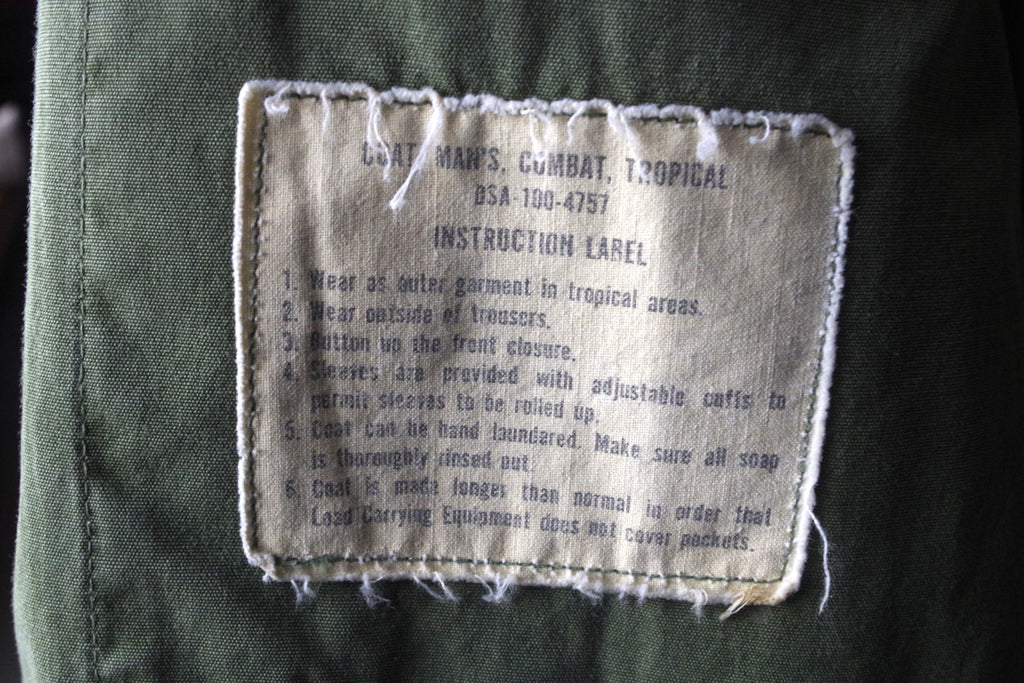 COAT, MAN'S, COMBAT, TROPICAL
DSA-100-4757
INSTRUCTION LABEL
1. Wear as outer garment in tropical areas.
2. Wear outside of trousers.
3. Button up the front closure.
4. Sleeves are provided with adjustable cuffs to
permit sleeves to be rolled up.
5. Coat can be hand laundered. Make sure all soap
is thoroughly rinsed out.
6. Coat is made longer than normal in order that
Load Carrying Equipment does not cover pockets.